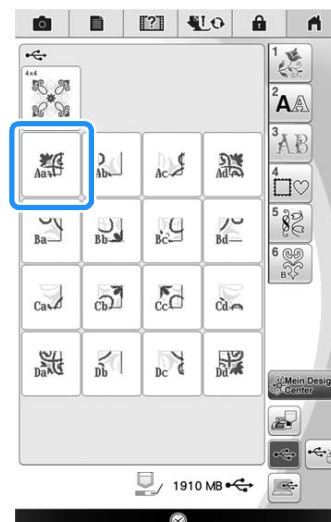 4x4
Aa Ab Ac Ad
Ba Bb Bc Bd
Ca Cb Cc Cd
Da Db Dc Dd
1 2 AA
3 AB
4
5
6 B
Mein Design
Center
1910 MB